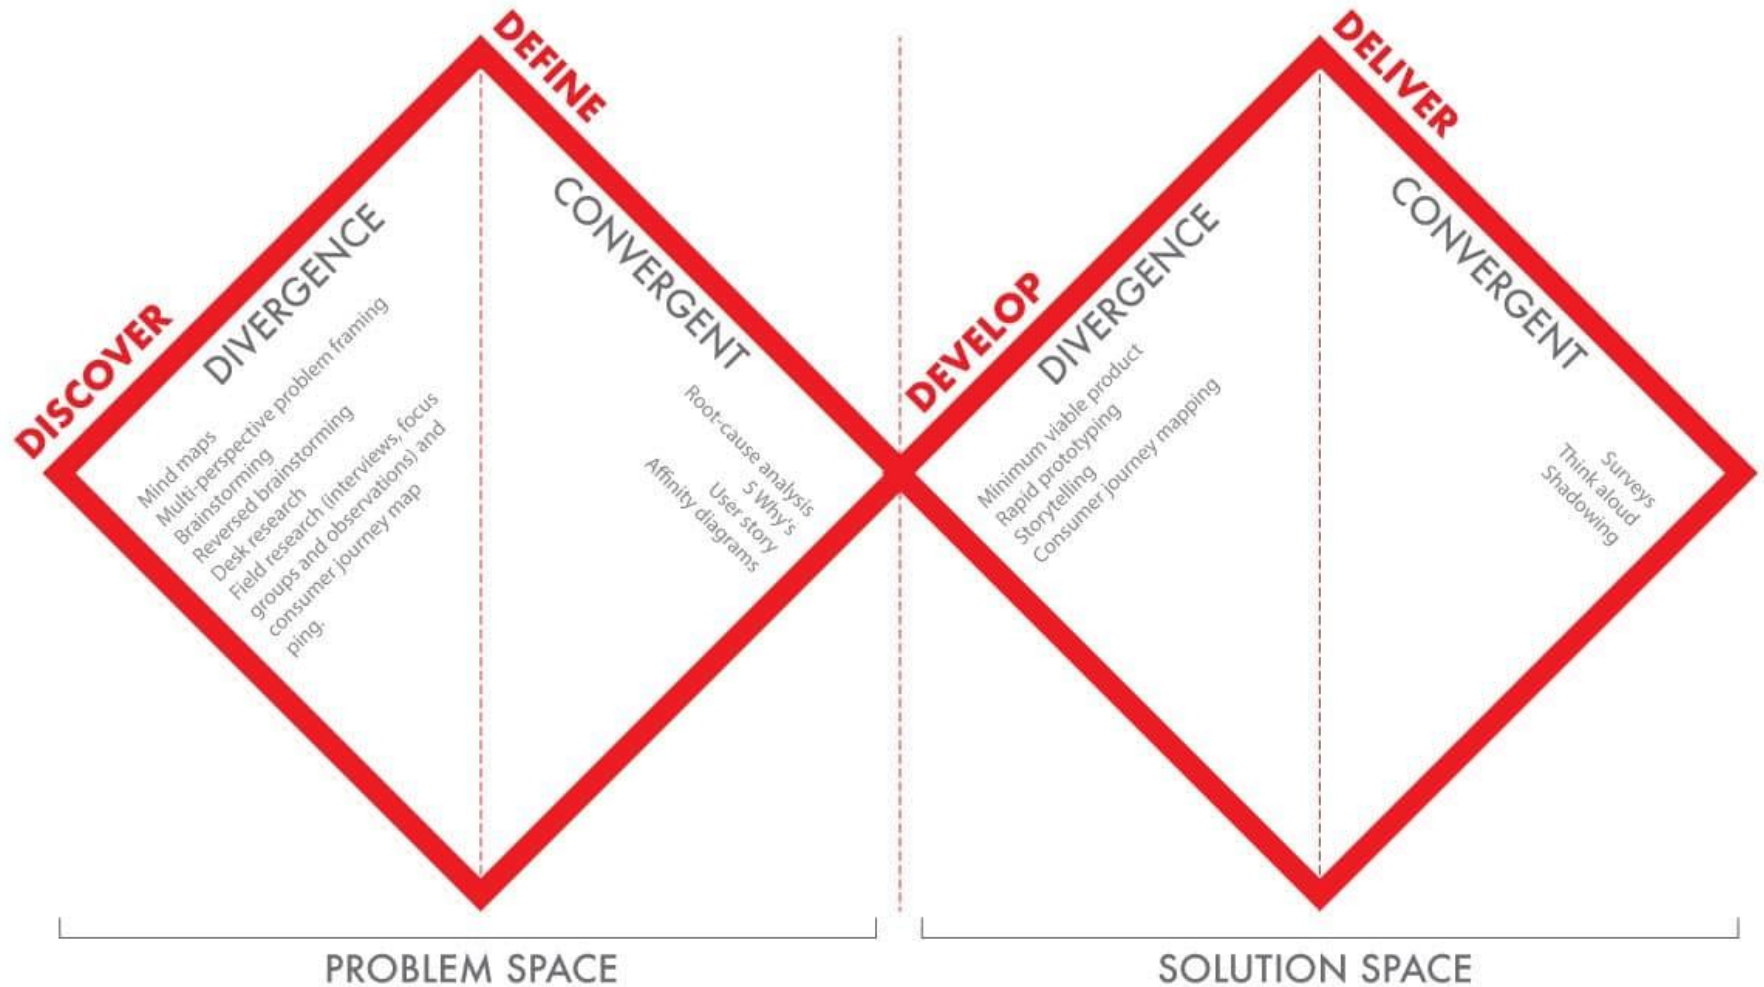 DISCOVER
DIVERGENCE
Mind maps
Multi-perspective problem framing
Brainstorming
Reversed brainstorming
Desk research
Field research (interviews, focus
groups and observations) and
consumer journey map
ping.
DEFINE
CONVERGENT
Root-cause analysis
5 Why's
User story
Affinity diagrams
DEVELOP
DIVERGENCE
Minimum viable product
Rapid prototyping
Storytelling
Consumer journey mapping
DELIVER
CONVERGENT
Surveys
Think aloud
Shadowing
PROBLEM SPACE
SOLUTION SPACE